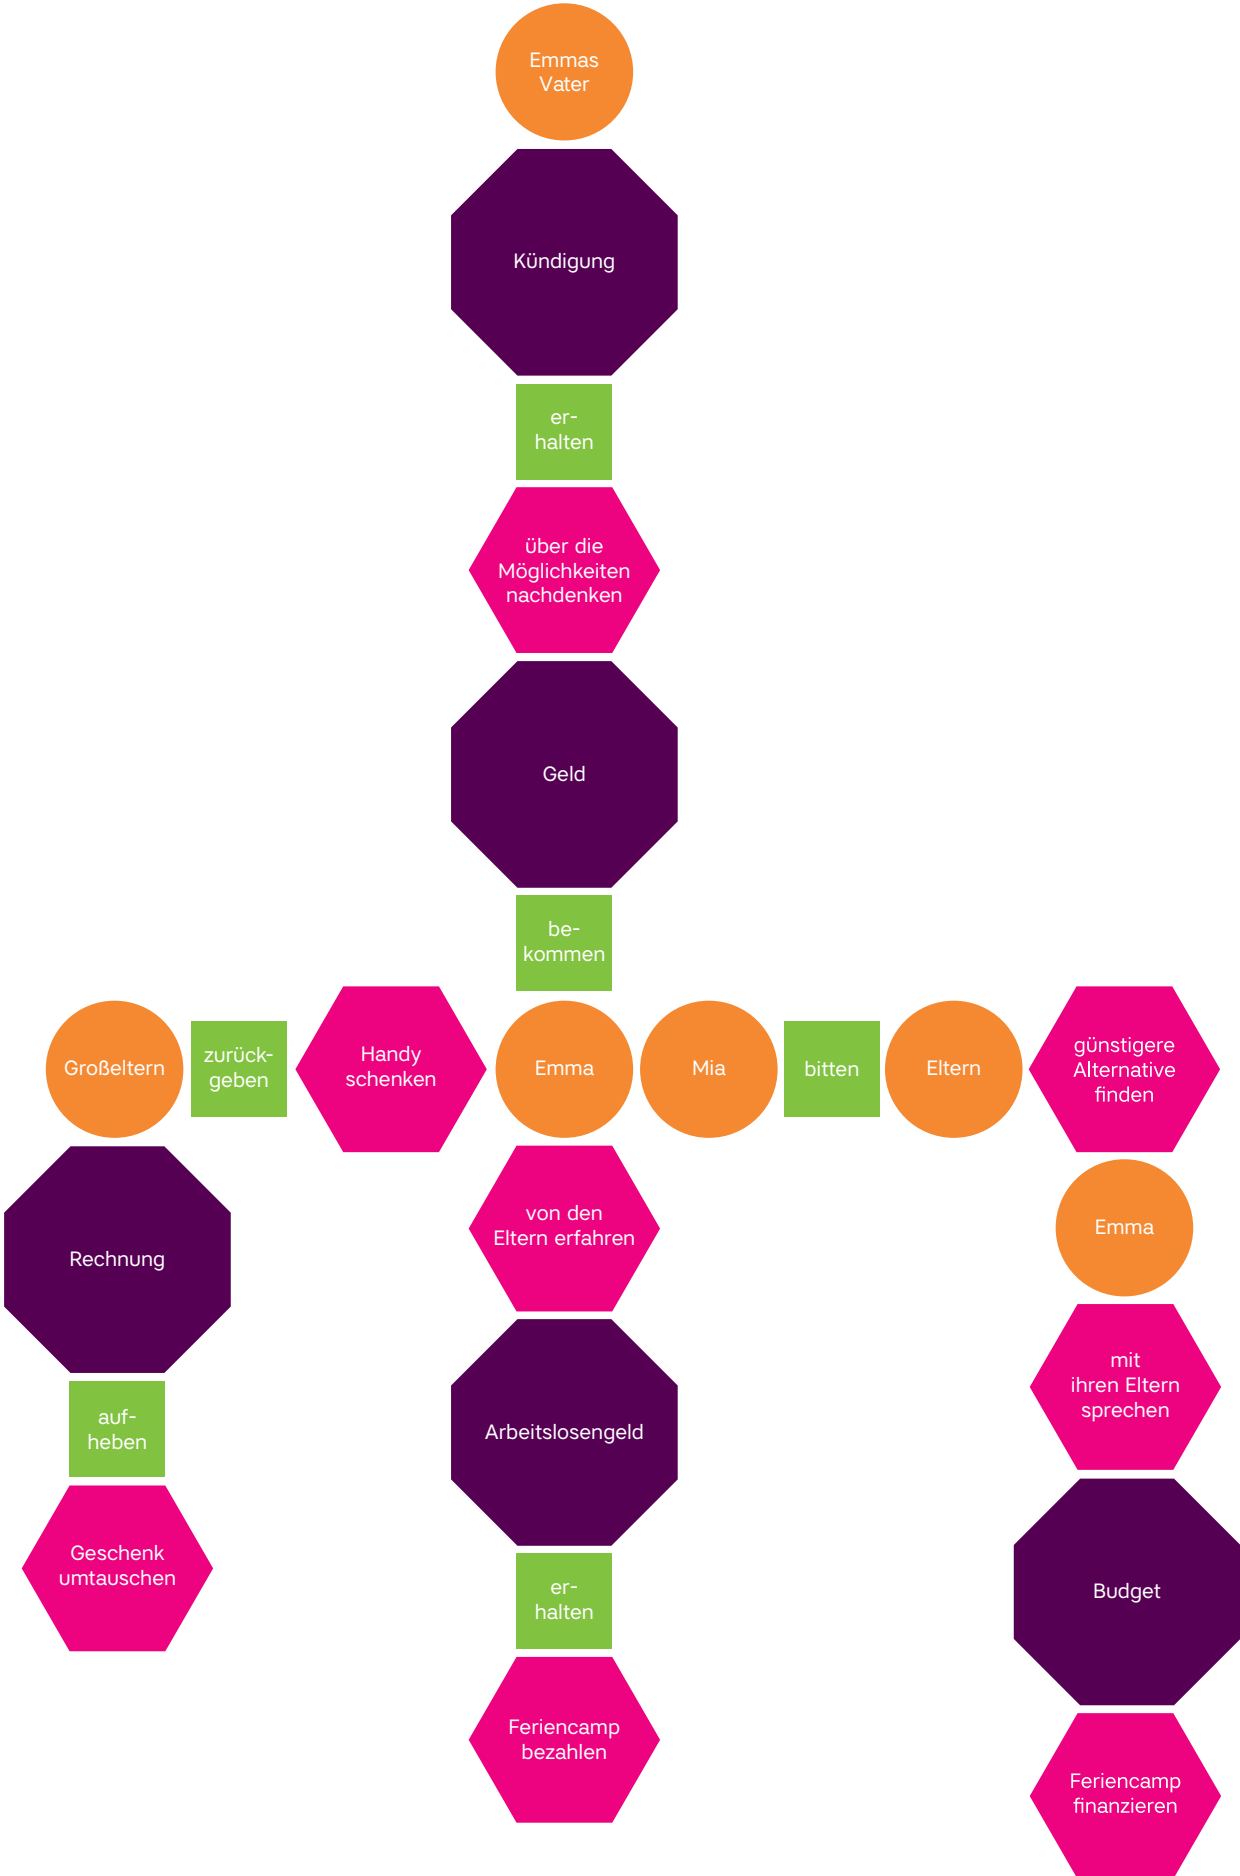 Emmas
Vater
Kündigung
er-
halten
über die
Möglichkeiten
nachdenken
Geld
be-
kommen
Großeltern
zurück-
geben
Handy
schenken
Emma
Mia
bitten
Eltern
günstigere
Alternative
finden
Rechnung
auf-
heben
Geschenk
umtauschen
von den
Eltern erfahren
Arbeitslosengeld
er-
halten
Feriencamp
bezahlen
Emma
mit
ihren Eltern
sprechen
Budget
Feriencamp
finanzieren